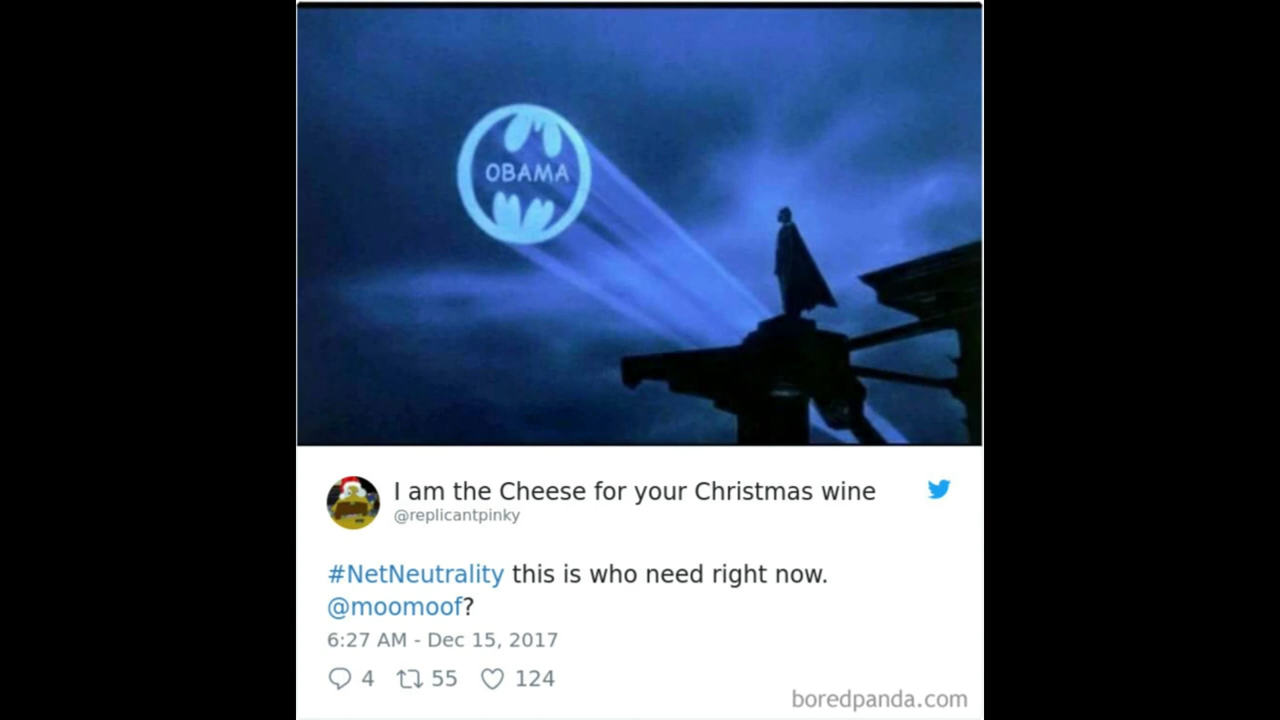 OBAMA
I am the Cheese for your Christmas wine
@replicantpinky
#NetNeutrality this is who need right now.
@moomoof?
6:27 AM - Dec 15, 2017
4 55 124
boredpanda.com